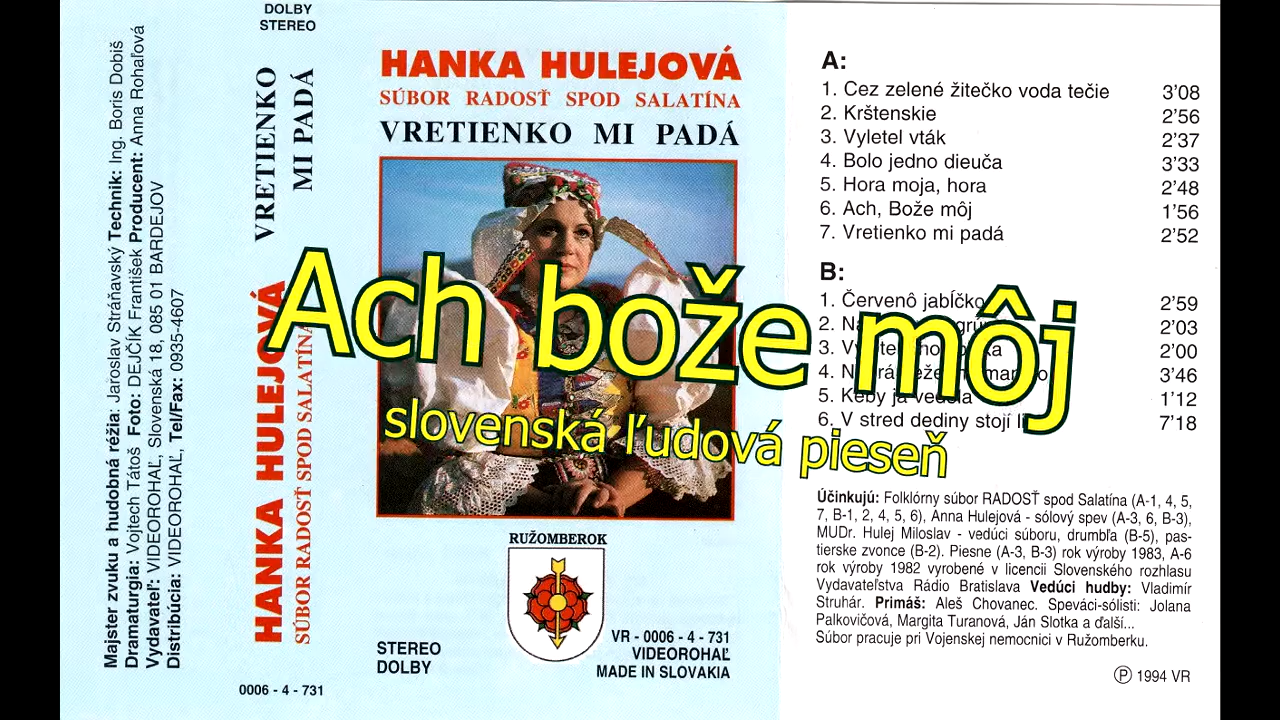 Majster zvuku a hudobná réžia: Jaroslav Stráňavský Technik: Ing. Boris Dobiš
Dramaturgia: Vojtech Tátoš Foto: DEJČÍK František Producent: Anna Rohaľová
Vydavateľ: VIDEOROHAĽ, Slovenská 18, 085 01 BARDEJOV
Distribúcia: VIDEOROHAĽ, Tel/Fax: 0935-4607
DOLBY
STEREO
VRETIENKO
MI PADÁ
HANKA HULEJOVÁ
SÚBOR RADOSŤ SPOD SALATÍNA
0006 - 4 - 731
HANKA HULEJOVÁ
SÚBOR RADOSŤ SPOD SALATÍNA
VRETIENKO MI PADÁ
Ach bože môj
slovenská ľudová pieseň
RUŽOMBEROK
STEREO
DOLBY
VR - 0006 - 4 - 731
VIDEOROHAĽ
MADE IN SLOVAKIA
A:
1. Cez zelené žitečko voda tečie 3'08
2. Krštenskie 2'56
3. Vyletel vták 2'37
4. Bolo jedno dieuča 3'33
5. Hora moja, hora 2'48
6. Ach, Bože môj 1'56
7. Vretienko mi padá 2'52
B:
1. Červenô jabĺčko 2'59
2. 2'03
3. 2'00
4. 3'46
5. Keby ja vedela 1'12
6. V stred dediny stojí 7'18
Účinkujú: Folklórny súbor RADOSŤ spod Salatína (A-1, 4, 5,
7, B-1, 2, 4, 5, 6), Anna Hulejová - sólový spev (A-3, 6, B-3),
MUDr. Hulej Miloslav - vedúci súboru, drumbľa (B-5), pas-
tierske zvonce (B-2). Piesne (A-3, B-3) rok výroby 1983, A-6
rok výroby 1982 vyrobené v licencii Slovenského rozhlasu
Vydavateľstva Rádio Bratislava Vedúci hudby: Vladimír
Struhár. Primáš: Aleš Chovanec. Speváci-sólisti: Jolana
Palkovičová, Margita Turanová, Ján Slotka a ďalší...
Súbor pracuje pri Vojenskej nemocnici v Ružomberku.
Ⓟ 1994 VR